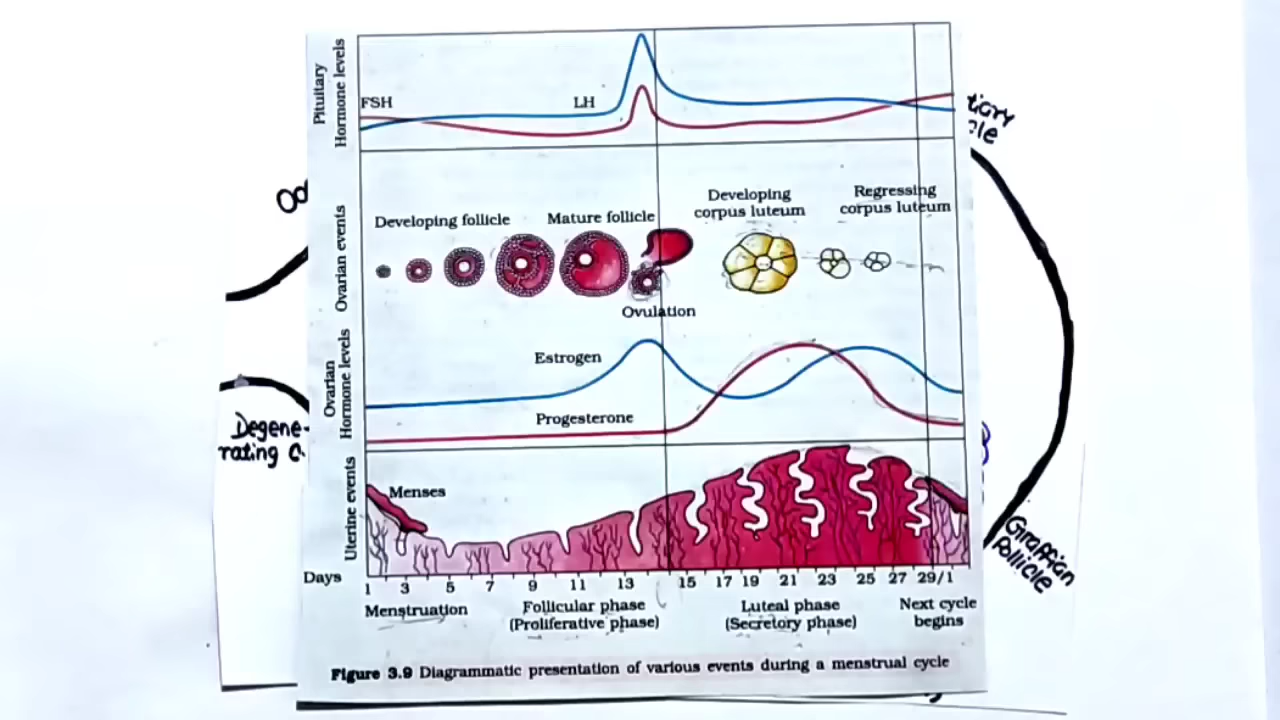 Pituitary
Hormone levels
FSH
LH
Ovarian events
Developing follicle
Mature follicle
Developing
corpus luteum
Regressing
corpus luteum
Ovulation
Ovarian
Hormone levels
Estrogen
Progesterone
Uterine events
Menses
Days
1 3 5 7 9 11 13 15 17 19 21 23 25 27 29/1
Menstruation
Follicular phase
(Proliferative phase)
Luteal phase
(Secretory phase)
Next cycle
begins
Figure 3.9 Diagrammatic presentation of various events during a menstrual cycle
Degene-
rating
Giraffian
follicle